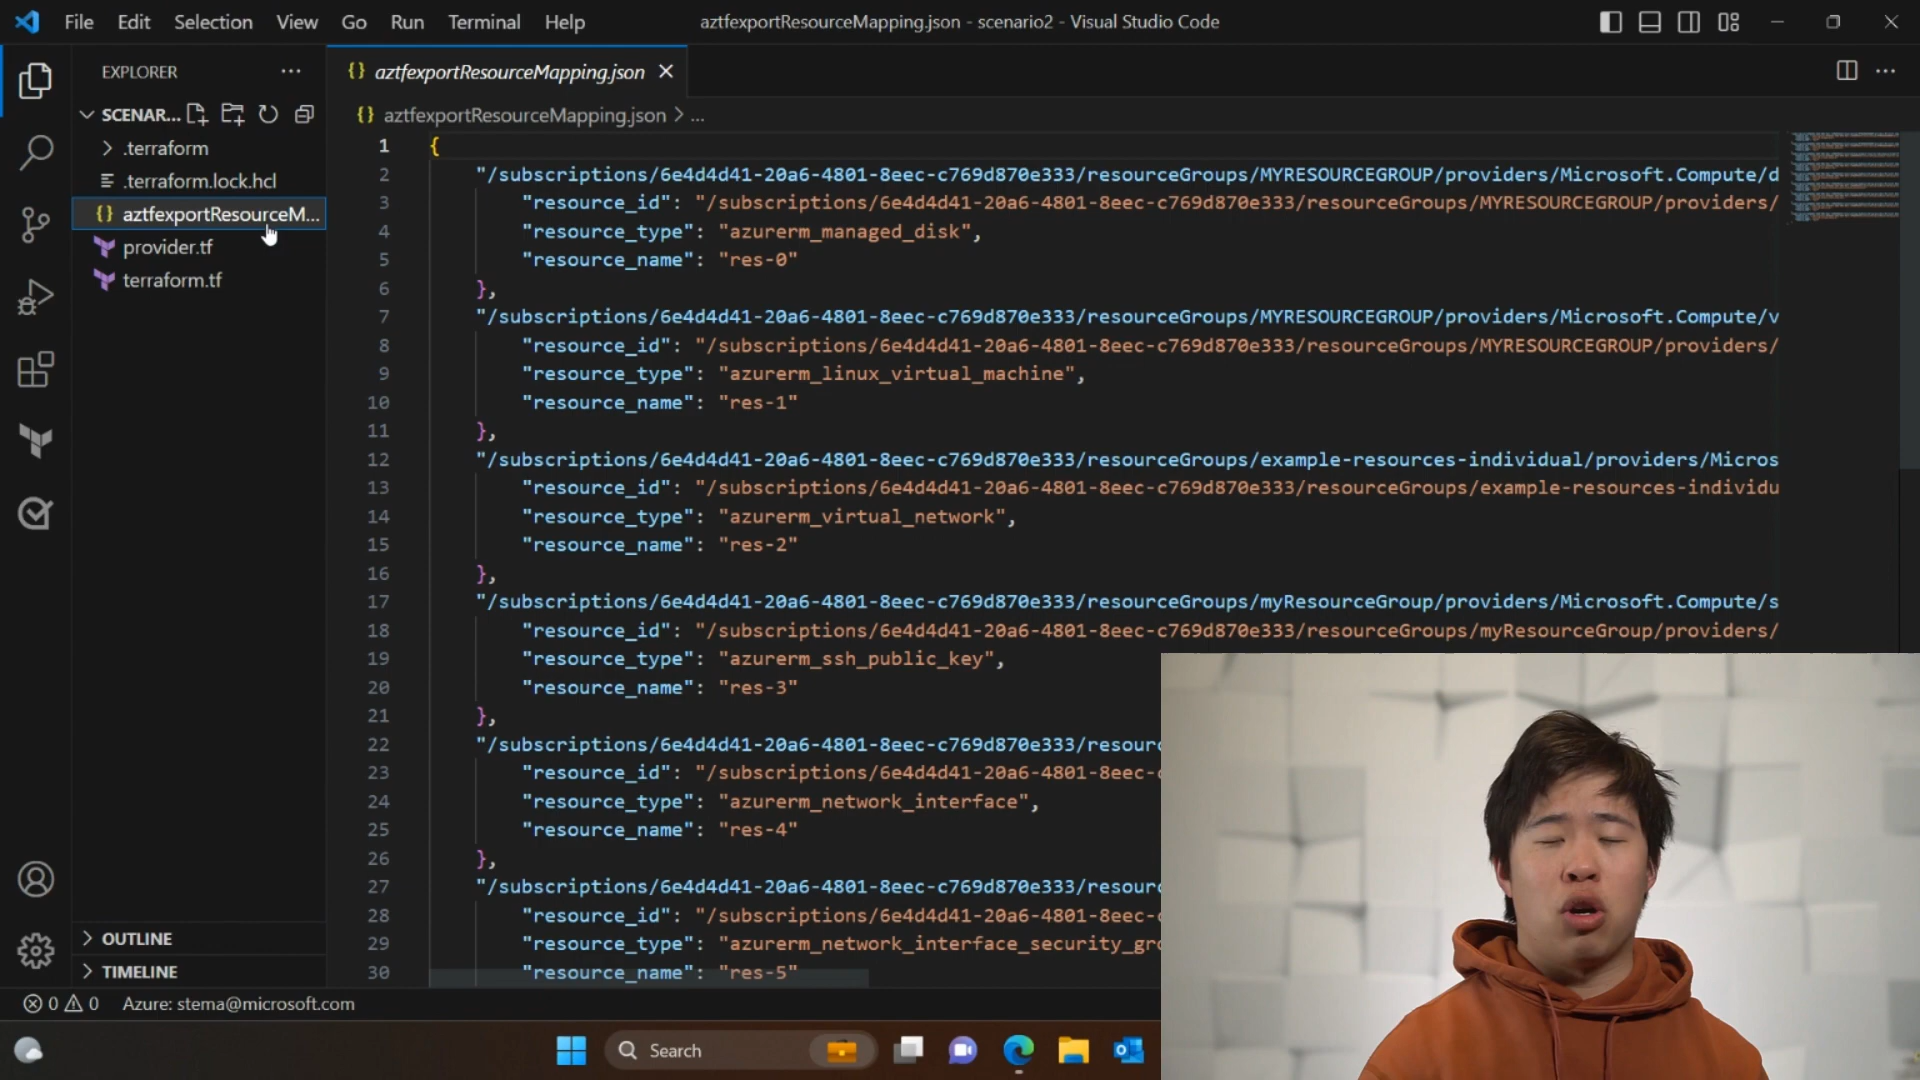 File Edit Selection View Go Run Terminal Help
aztfexportResourceMapping.json - scenario2 - Visual Studio Code
EXPLORER
{} aztfexportResourceMapping.json
SCENAR...
{} aztfexportResourceMapping.json > ...
.terraform
.terraform.lock.hcl
{} aztfexportResourceM...
provider.tf
terraform.tf
1 {
2 "/subscriptions/6e4d4d41-20a6-4801-8eec-c769d870e333/resourceGroups/MYRESOURCEGROUP/providers/Microsoft.Compute/d
3 "resource_id": "/subscriptions/6e4d4d41-20a6-4801-8eec-c769d870e333/resourceGroups/MYRESOURCEGROUP/providers/
4 "resource_type": "azurerm_managed_disk",
5 "resource_name": "res-0"
6 },
7 "/subscriptions/6e4d4d41-20a6-4801-8eec-c769d870e333/resourceGroups/MYRESOURCEGROUP/providers/Microsoft.Compute/v
8 "resource_id": "/subscriptions/6e4d4d41-20a6-4801-8eec-c769d870e333/resourceGroups/MYRESOURCEGROUP/providers/
9 "resource_type": "azurerm_linux_virtual_machine",
10 "resource_name": "res-1"
11 },
12 "/subscriptions/6e4d4d41-20a6-4801-8eec-c769d870e333/resourceGroups/example-resources-individual/providers/Micros
13 "resource_id": "/subscriptions/6e4d4d41-20a6-4801-8eec-c769d870e333/resourceGroups/example-resources-individu
14 "resource_type": "azurerm_virtual_network",
15 "resource_name": "res-2"
16 },
17 "/subscriptions/6e4d4d41-20a6-4801-8eec-c769d870e333/resourceGroups/myResourceGroup/providers/Microsoft.Compute/s
18 "resource_id": "/subscriptions/6e4d4d41-20a6-4801-8eec-c769d870e333/resourceGroups/myResourceGroup/providers/
19 "resource_type": "azurerm_ssh_public_key",
20 "resource_name": "res-3"
21 },
22 "/subscriptions/6e4d4d41-20a6-4801-8eec-c769d870e333/resourc
23 "resource_id": "/subscriptions/6e4d4d41-20a6-4801-8eec-c
24 "resource_type": "azurerm_network_interface",
25 "resource_name": "res-4"
26 },
27 "/subscriptions/6e4d4d41-20a6-4801-8eec-c769d870e333/resourc
28 "resource_id": "/subscriptions/6e4d4d41-20a6-4801-8eec-c
29 "resource_type": "azurerm_network_interface_security_gro
30 "resource_name": "res-5"
OUTLINE
TIMELINE
0 0 Azure: stema@microsoft.com
Search